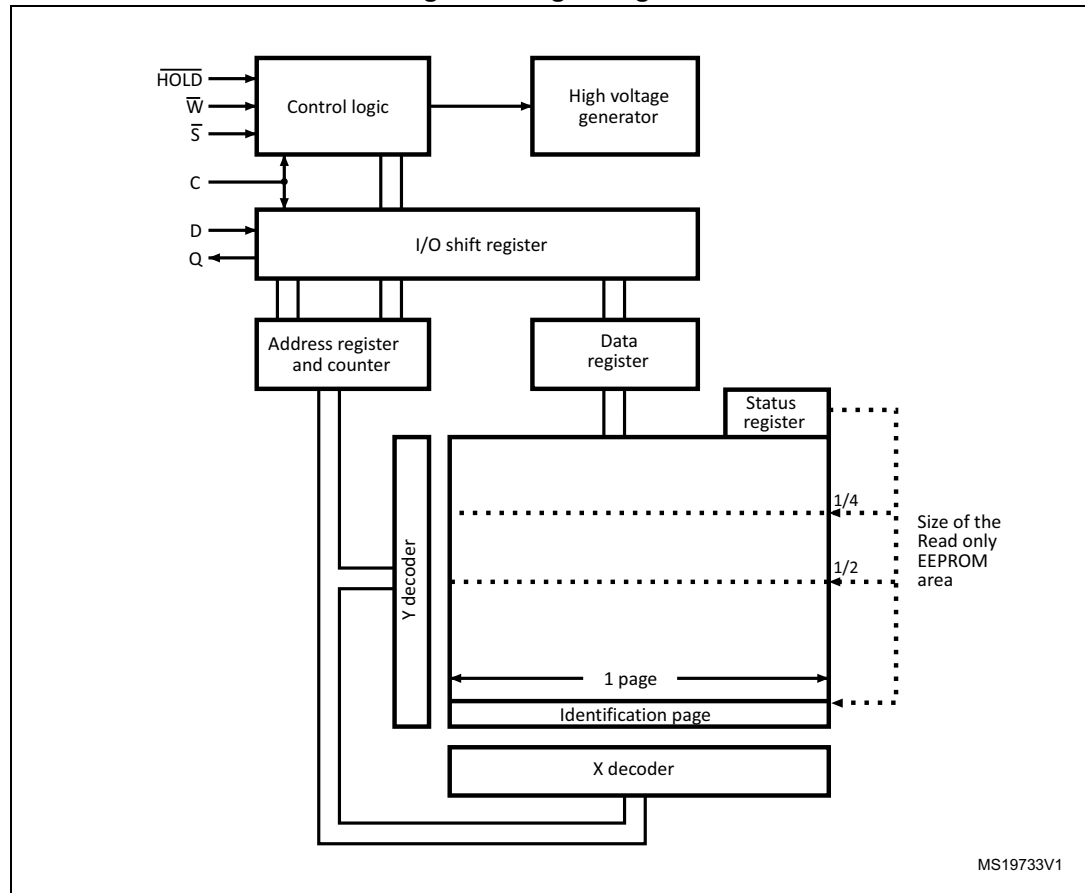 HOLD
W
S
C
D
Q
Control logic
High voltage
generator
I/O shift register
Address register
and counter
Data
register
Status
register
1/4
1/2
Size of the
Read only
EEPROM
area
Y decoder
1 page
Identification page
X decoder
MS19733V1